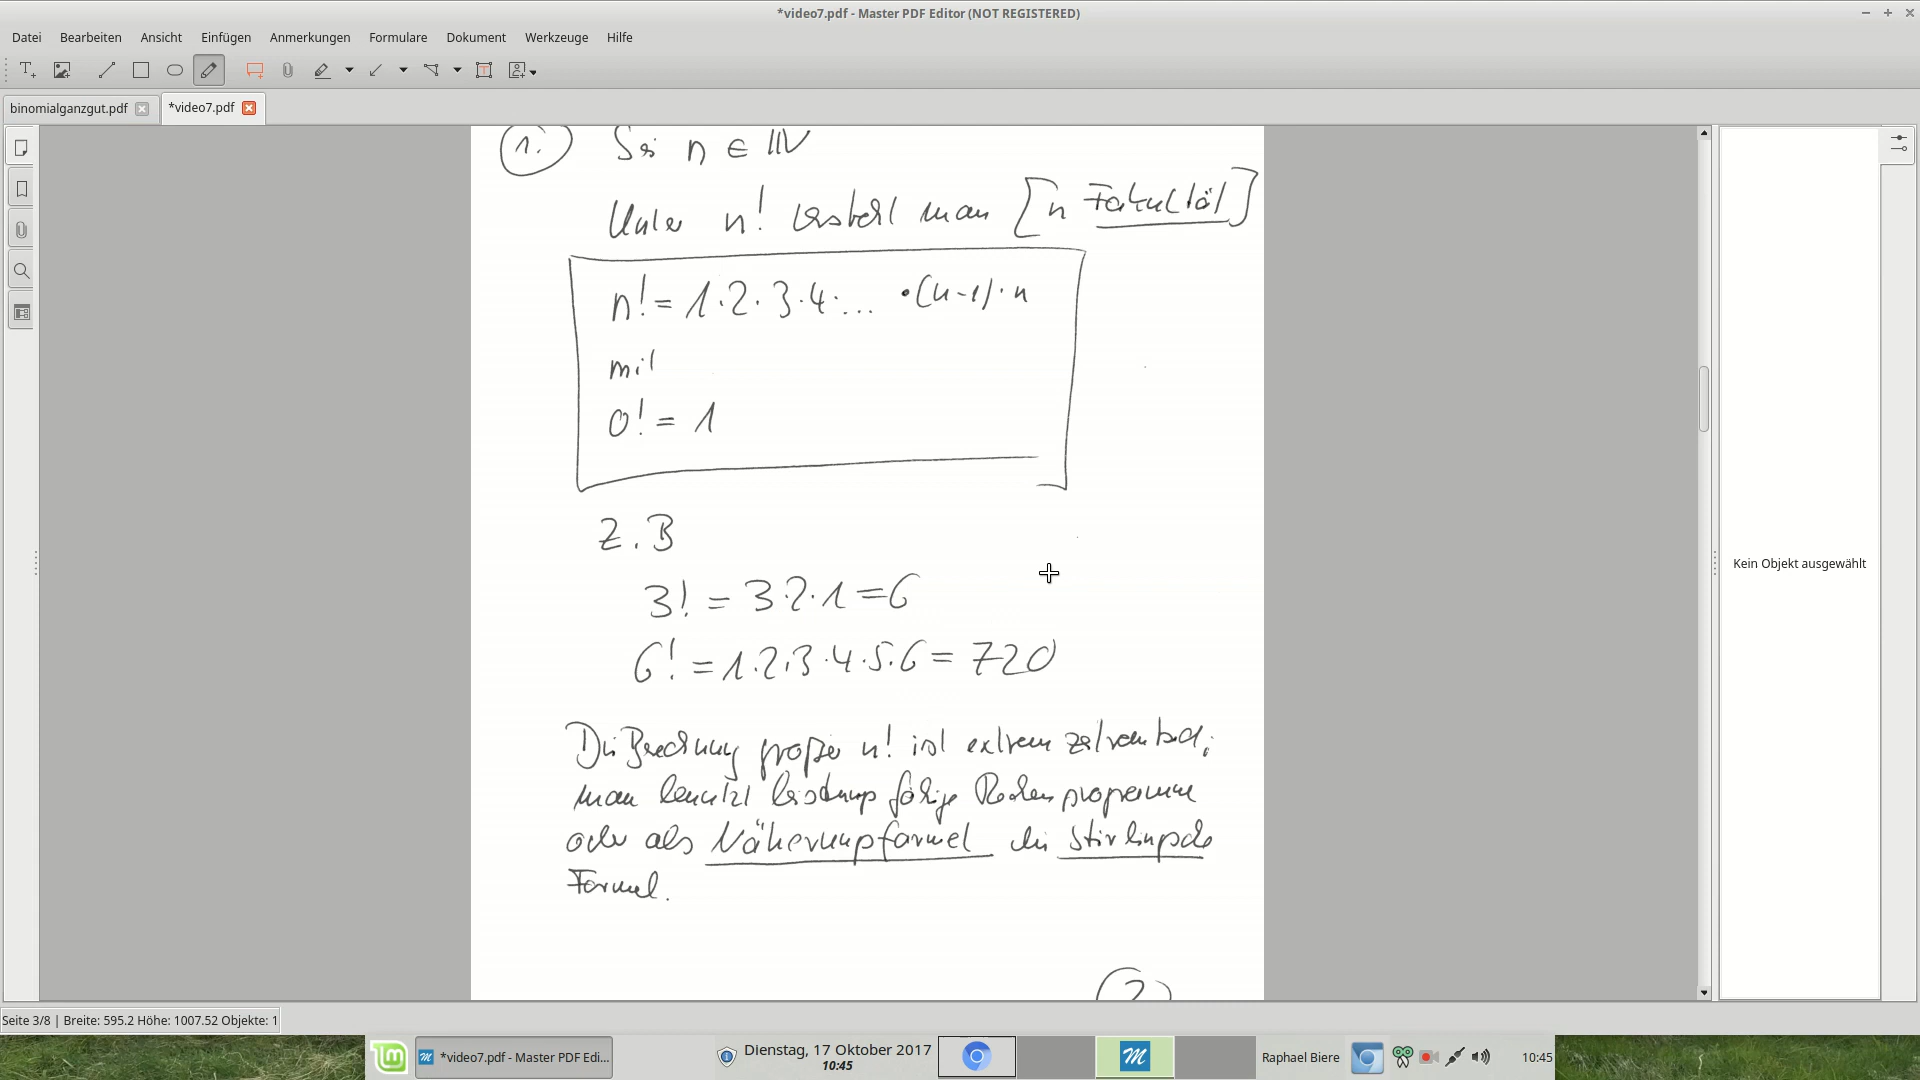 *video7.pdf - Master PDF Editor (NOT REGISTERED)
Datei Bearbeiten Ansicht Einfügen Anmerkungen Formulare Dokument Werkzeuge Hilfe
binomialganzgut.pdf *video7.pdf
1. Sei n ∈ ℕ
Unter n! versteht man [n Fakultät]
n! = 1·2·3·4·... ·(n-1)·n
mit
0! = 1
Z.B
3! = 3·2·1 = 6
6! = 1·2·3·4·5·6 = 720
Die Berechnung großer n! ist extrem zeitraubend;
man benutzt leistungsfähige Rechenprogramme
oder als Näherungsformel die Stirlingsche
Formel.
2
Kein Objekt ausgewählt
Seite 3/8 | Breite: 595.2 Höhe: 1007.52 Objekte: 1
*video7.pdf - Master PDF Edi... Dienstag, 17 Oktober 2017 Raphael Biere 10:45
10:45